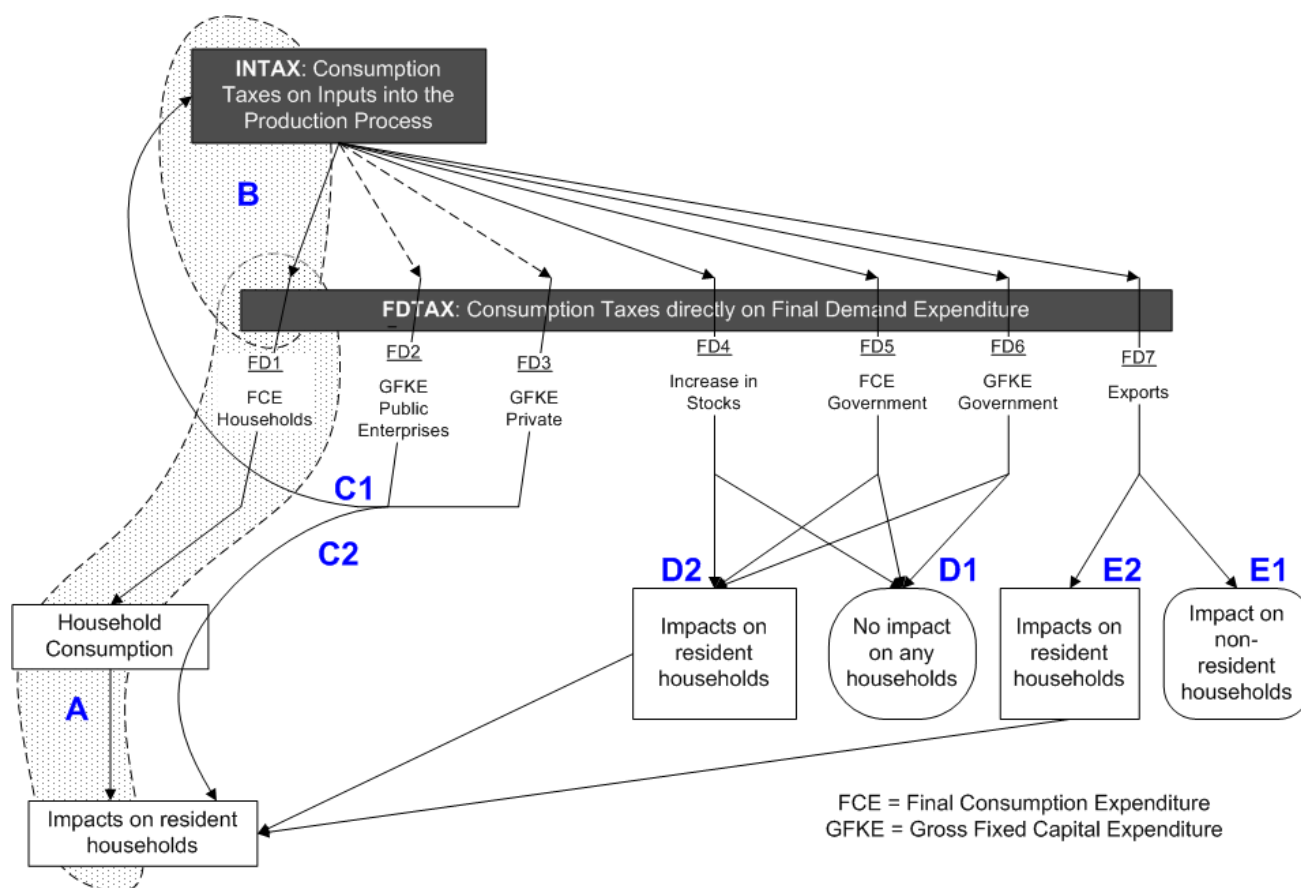 INTAX: Consumption
Taxes on Inputs into the
Production Process
B
FDTAX: Consumption Taxes directly on Final Demand Expenditure
FD1
FCE
Households
FD2
GFKE
Public
Enterprises
FD3
GFKE
Private
FD4
Increase in
Stocks
FD5
FCE
Government
FD6
GFKE
Government
FD7
Exports
C1
C2
D2
D1
E2
E1
Household
Consumption
Impacts on
resident
households
No impact
on any
households
Impacts on
resident
households
Impact on
non-
resident
households
A
Impacts on resident
households
FCE = Final Consumption Expenditure
GFKE = Gross Fixed Capital Expenditure